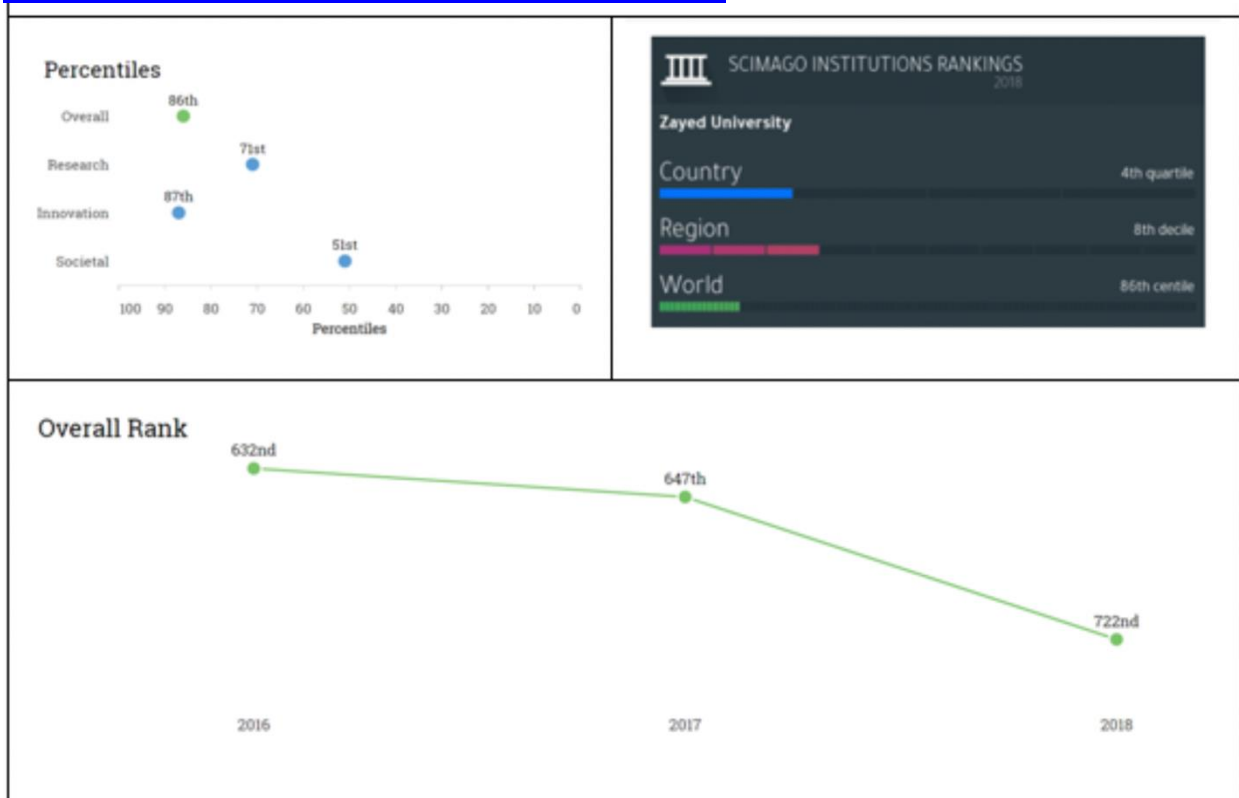 Percentiles
86th
Overall
71st
Research
87th
Innovation
51st
Societal
100 90 80 70 60 50 40 30 20 10 0
Percentiles
SCIMAGO INSTITUTIONS RANKINGS
2018
Zayed University
Country 4th quartile
Region 8th decile
World 86th centile
Overall Rank
632nd
647th
722nd
2016 2017 2018